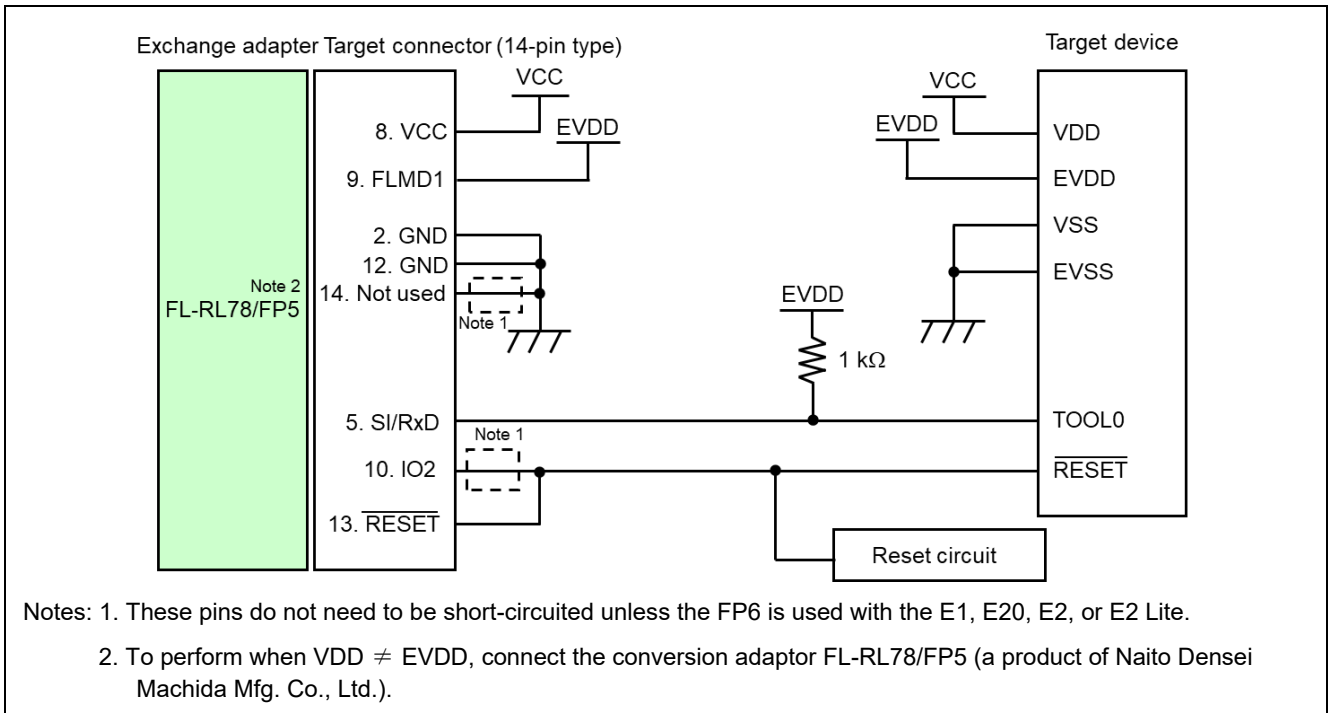 Exchange adapter Target connector (14-pin type)
Target device
VCC
VCC
8. VCC
EVDD
EVDD
VDD
9. FLMD1
EVDD
2. GND
VSS
12. GND
EVSS
Note 2
FL-RL78/FP5
14. Not used
Note 1
EVDD
1 kΩ
5. SI/RxD
TOOL0
Note 1
10. IO2
RESET
13. RESET
Reset circuit
Notes: 1. These pins do not need to be short-circuited unless the FP6 is used with the E1, E20, E2, or E2 Lite.
2. To perform when VDD ≠ EVDD, connect the conversion adaptor FL-RL78/FP5 (a product of Naito Densei
Machida Mfg. Co., Ltd.).